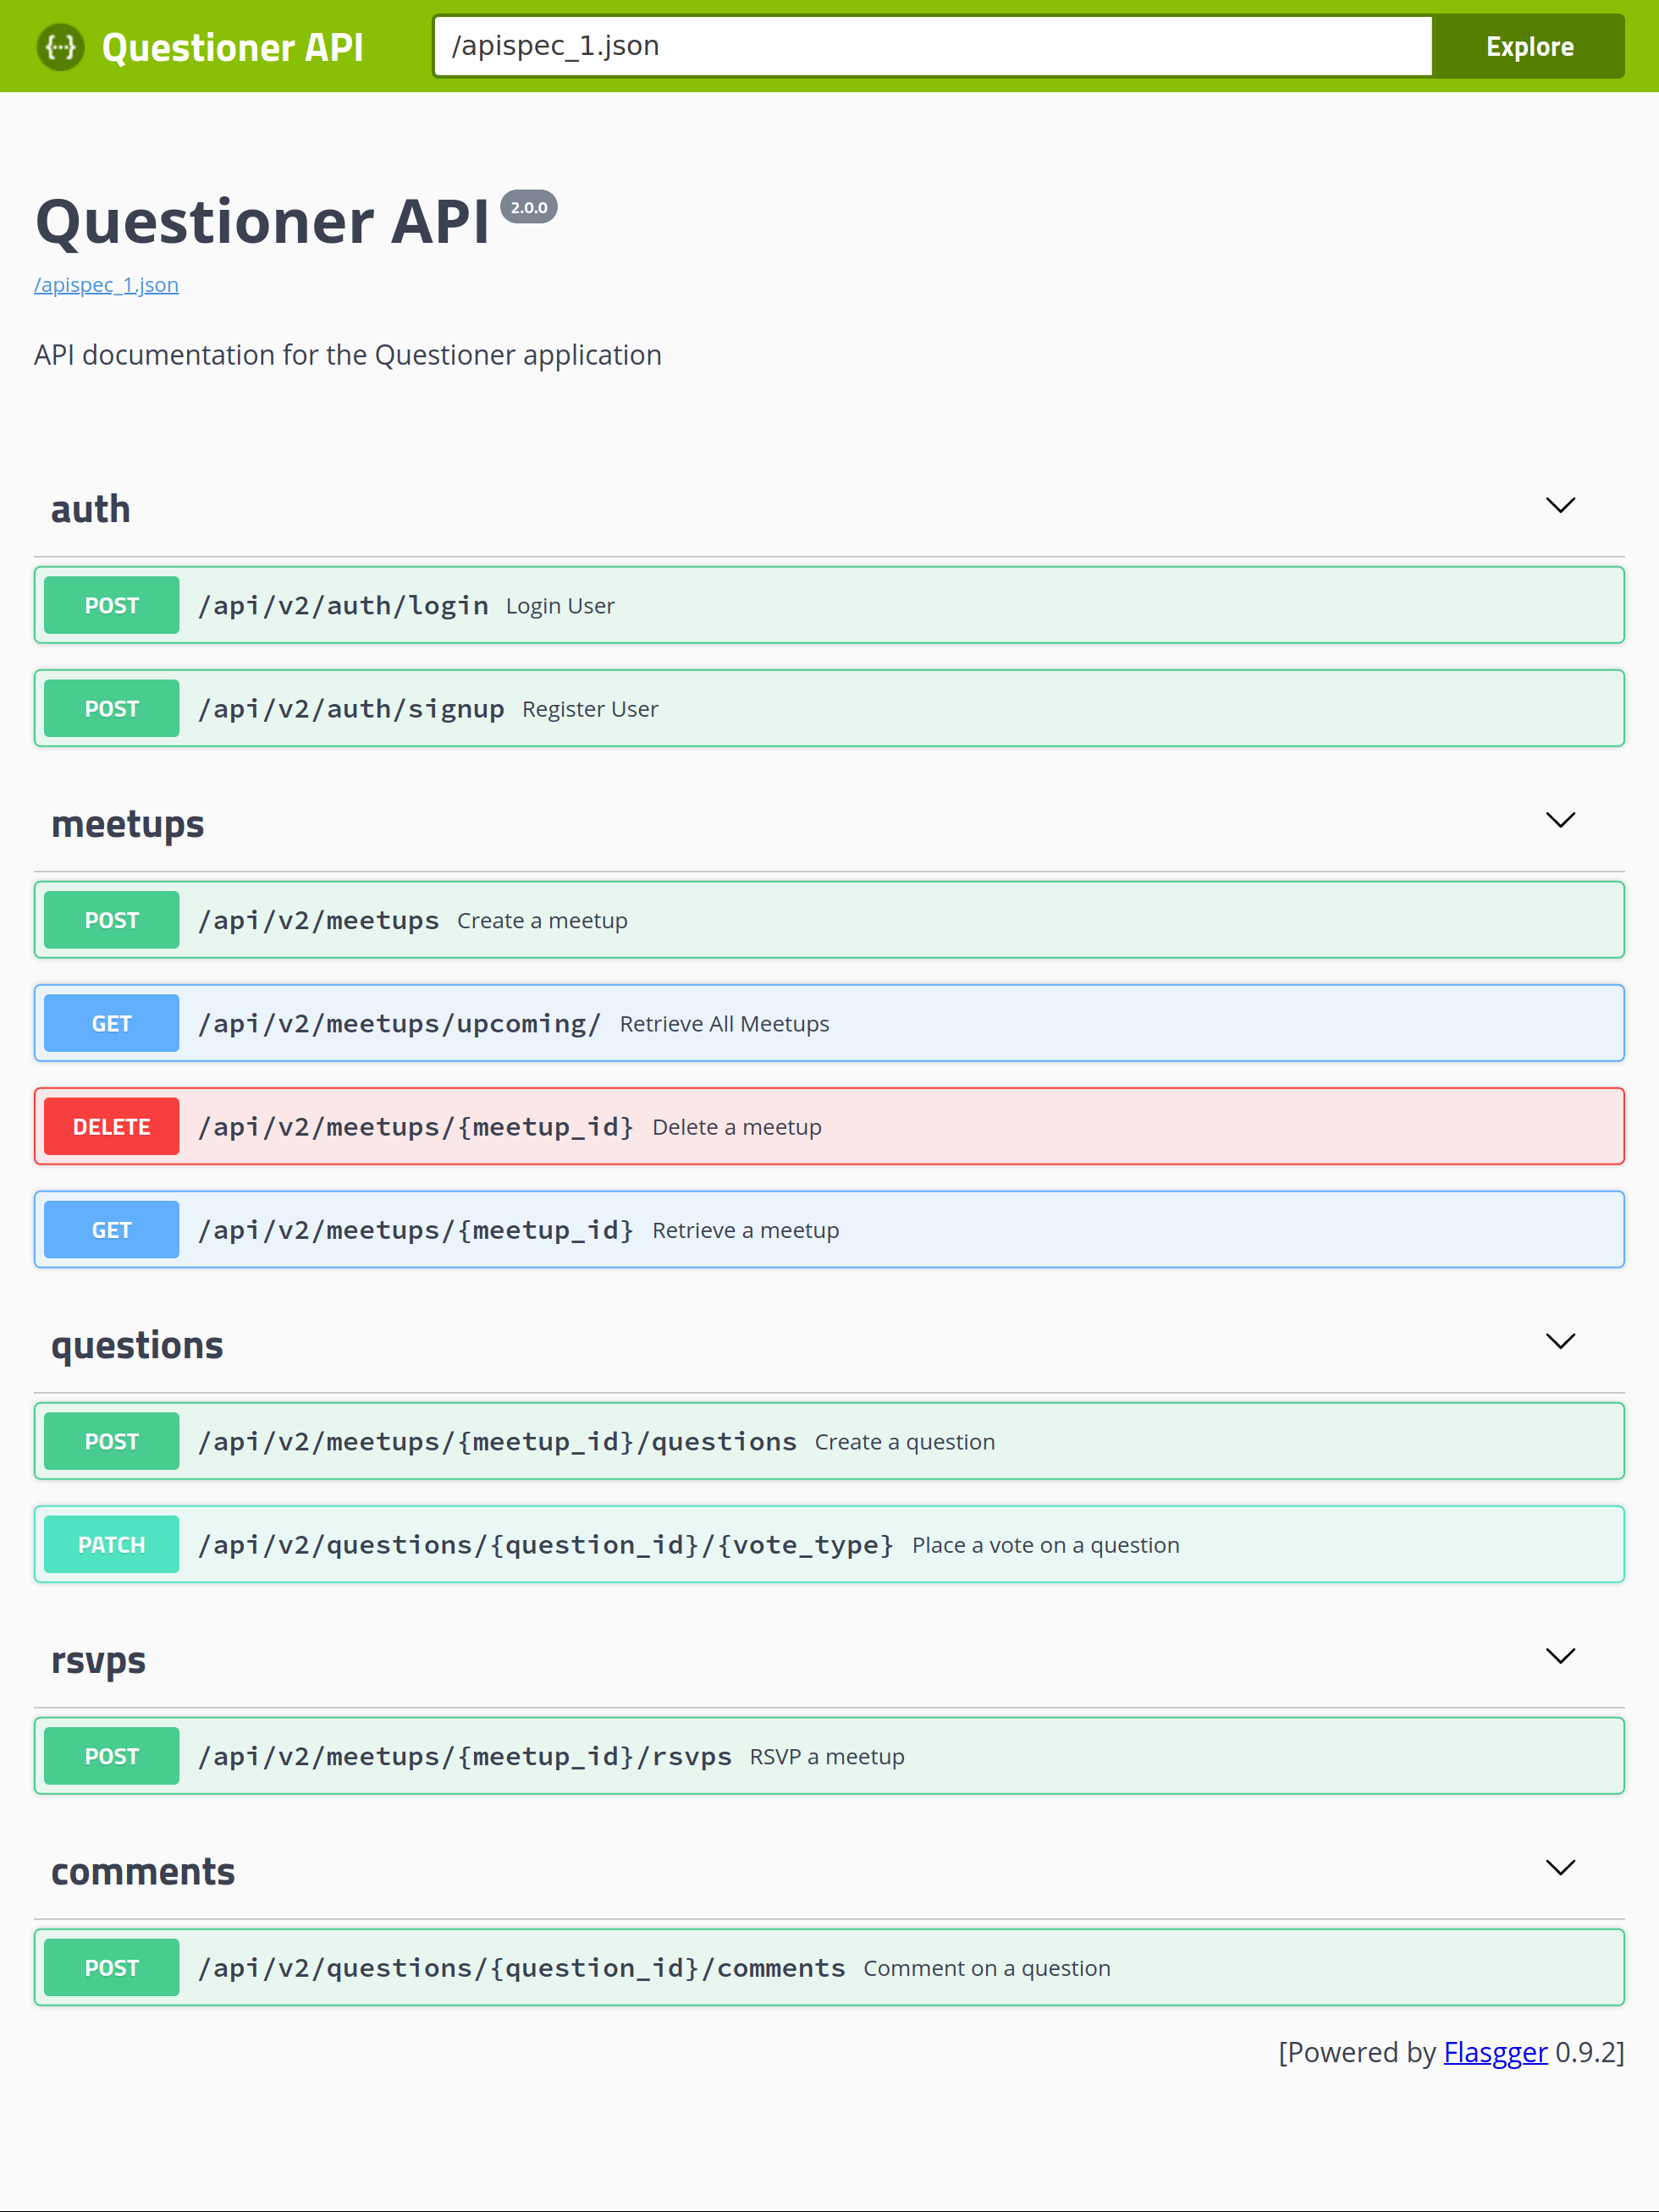 {···} Questioner API /apispec_1.json Explore
Questioner API 2.0.0
/apispec_1.json
API documentation for the Questioner application
auth
POST /api/v2/auth/login Login User
POST /api/v2/auth/signup Register User
meetups
POST /api/v2/meetups Create a meetup
GET /api/v2/meetups/upcoming/ Retrieve All Meetups
DELETE /api/v2/meetups/{meetup_id} Delete a meetup
GET /api/v2/meetups/{meetup_id} Retrieve a meetup
questions
POST /api/v2/meetups/{meetup_id}/questions Create a question
PATCH /api/v2/questions/{question_id}/{vote_type} Place a vote on a question
rsvps
POST /api/v2/meetups/{meetup_id}/rsvps RSVP a meetup
comments
POST /api/v2/questions/{question_id}/comments Comment on a question
[Powered by Flasgger 0.9.2]